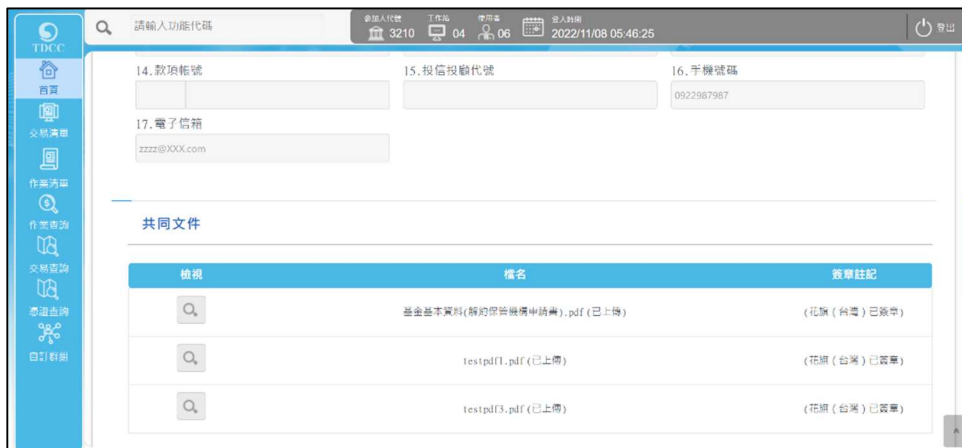 TDCC
請輸入功能代碼
參加人代號 工作站 使用者 登入時間
3210 04 06 2022/11/08 05:46:25
登出
首頁
交易清單
作業清單
作業查詢
交易查詢
憑證查詢
自訂群組
14.款項帳號 15.投信投顧代號 16.手機號碼
0922987987
17.電子信箱
zzzz@XXX.com
共同文件
檢視 檔名 簽章註記
基金基本資料(解約保管機構申請書).pdf(已上傳) (花旗(台灣)已簽章)
testpdf1.pdf(已上傳) (花旗(台灣)已簽章)
testpdf3.pdf(已上傳) (花旗(台灣)已簽章)